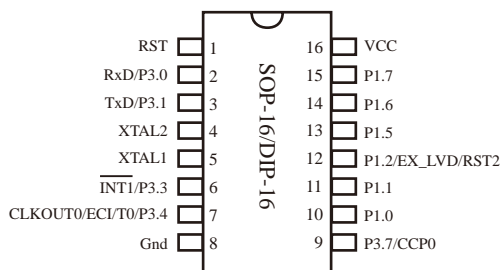 RST 1 16 VCC
RxD/P3.0 2 15 P1.7
TxD/P3.1 3 14 P1.6
XTAL2 4 13 P1.5
XTAL1 5 12 P1.2/EX_LVD/RST2
INT1/P3.3 6 11 P1.1
CLKOUT0/ECI/T0/P3.4 7 10 P1.0
Gnd 8 9 P3.7/CCP0
SOP-16/DIP-16